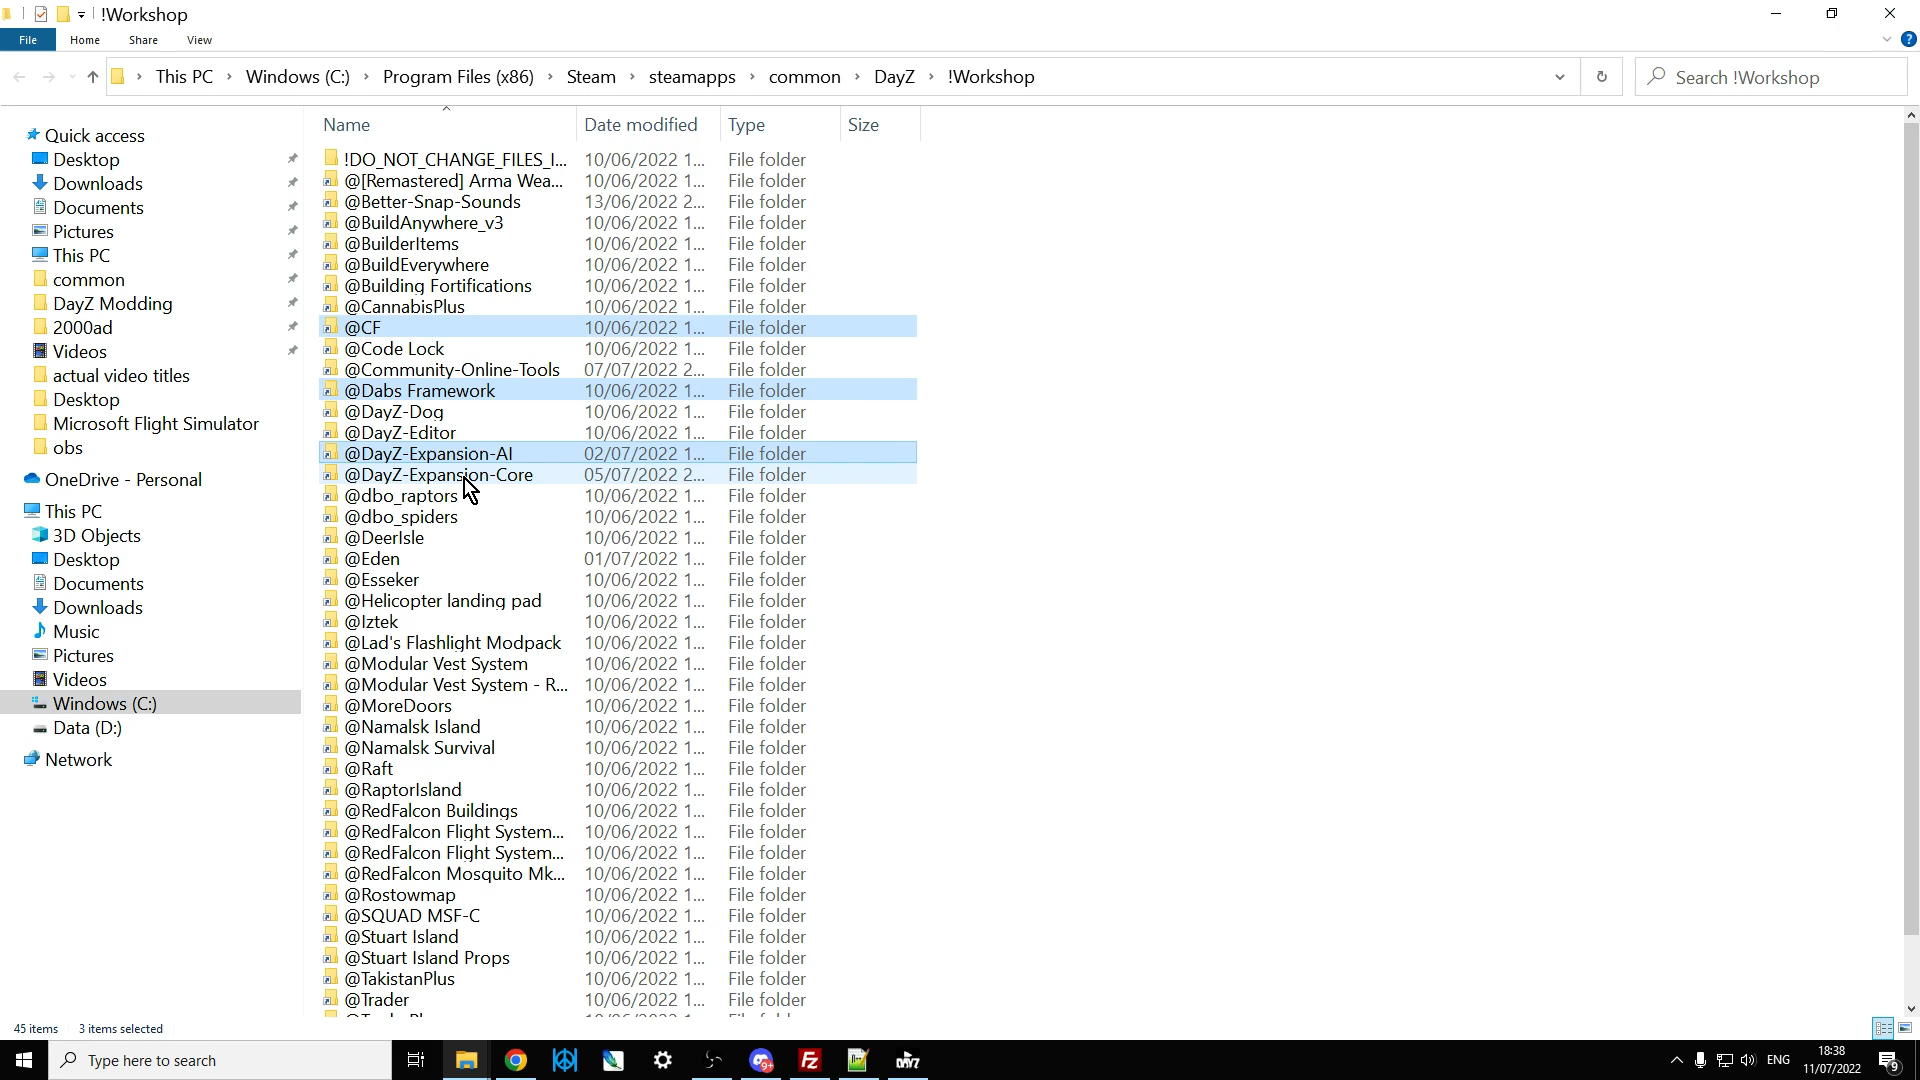 !Workshop
File Home Share View
This PC Windows (C:) Program Files (x86) Steam steamapps common DayZ !Workshop
Search !Workshop
Quick access
Desktop
Downloads
Documents
Pictures
This PC
common
DayZ Modding
2000ad
Videos
actual video titles
Desktop
Microsoft Flight Simulator
obs
OneDrive - Personal
This PC
3D Objects
Desktop
Documents
Downloads
Music
Pictures
Videos
Windows (C:)
Data (D:)
Network
Name Date modified Type Size
!DO_NOT_CHANGE_FILES_I... 10/06/2022 1... File folder
@[Remastered] Arma Wea... 10/06/2022 1... File folder
@Better-Snap-Sounds 13/06/2022 2... File folder
@BuildAnywhere_v3 10/06/2022 1... File folder
@BuilderItems 10/06/2022 1... File folder
@BuildEverywhere 10/06/2022 1... File folder
@Building Fortifications 10/06/2022 1... File folder
@CannabisPlus 10/06/2022 1... File folder
@CF 10/06/2022 1... File folder
@Code Lock 10/06/2022 1... File folder
@Community-Online-Tools 07/07/2022 2... File folder
@Dabs Framework 10/06/2022 1... File folder
@DayZ-Dog 10/06/2022 1... File folder
@DayZ-Editor 10/06/2022 1... File folder
@DayZ-Expansion-AI 02/07/2022 1... File folder
@DayZ-Expansion-Core 05/07/2022 2... File folder
@dbo_raptors 10/06/2022 1... File folder
@dbo_spiders 10/06/2022 1... File folder
@DeerIsle 10/06/2022 1... File folder
@Eden 01/07/2022 1... File folder
@Esseker 10/06/2022 1... File folder
@Helicopter landing pad 10/06/2022 1... File folder
@Iztek 10/06/2022 1... File folder
@Lad's Flashlight Modpack 10/06/2022 1... File folder
@Modular Vest System 10/06/2022 1... File folder
@Modular Vest System - R... 10/06/2022 1... File folder
@MoreDoors 10/06/2022 1... File folder
@Namalsk Island 10/06/2022 1... File folder
@Namalsk Survival 10/06/2022 1... File folder
@Raft 10/06/2022 1... File folder
@RaptorIsland 10/06/2022 1... File folder
@RedFalcon Buildings 10/06/2022 1... File folder
@RedFalcon Flight System... 10/06/2022 1... File folder
@RedFalcon Flight System... 10/06/2022 1... File folder
@RedFalcon Mosquito Mk... 10/06/2022 1... File folder
@Rostowmap 10/06/2022 1... File folder
@SQUAD MSF-C 10/06/2022 1... File folder
@Stuart Island 10/06/2022 1... File folder
@Stuart Island Props 10/06/2022 1... File folder
@TakistanPlus 10/06/2022 1... File folder
@Trader 10/06/2022 1... File folder
45 items 3 items selected
Type here to search
9+
Fz
DAYZ
ENG
18:38
11/07/2022
9